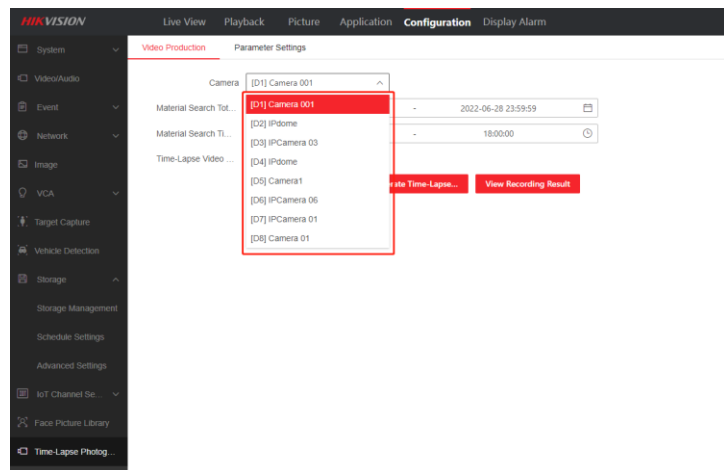 HIKVISION
Live View Playback Picture Application Configuration Display Alarm
System
Video/Audio
Event
Network
Image
VCA
Target Capture
Vehicle Detection
Storage
Storage Management
Schedule Settings
Advanced Settings
IoT Channel Se...
Face Picture Library
Time-Lapse Photog...
Video Production Parameter Settings
Camera [D1] Camera 001
[D1] Camera 001
[D2] IPdome
[D3] IPCamera 03
[D4] IPdome
[D5] Camera1
[D6] IPCamera 06
[D7] IPCamera 01
[D8] Camera 01
Material Search Tot... - 2022-06-28 23:59:59
Material Search Ti... - 18:00:00
Time-Lapse Video ...
Time-Lapse... View Recording Result